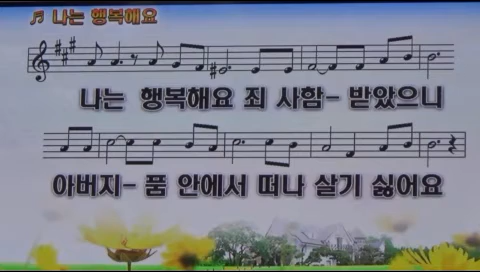 ♬ 나는 행복해요
나는 행복해요 죄 사함- 받았으니
아버지- 품 안에서 떠나 살기 싫어요